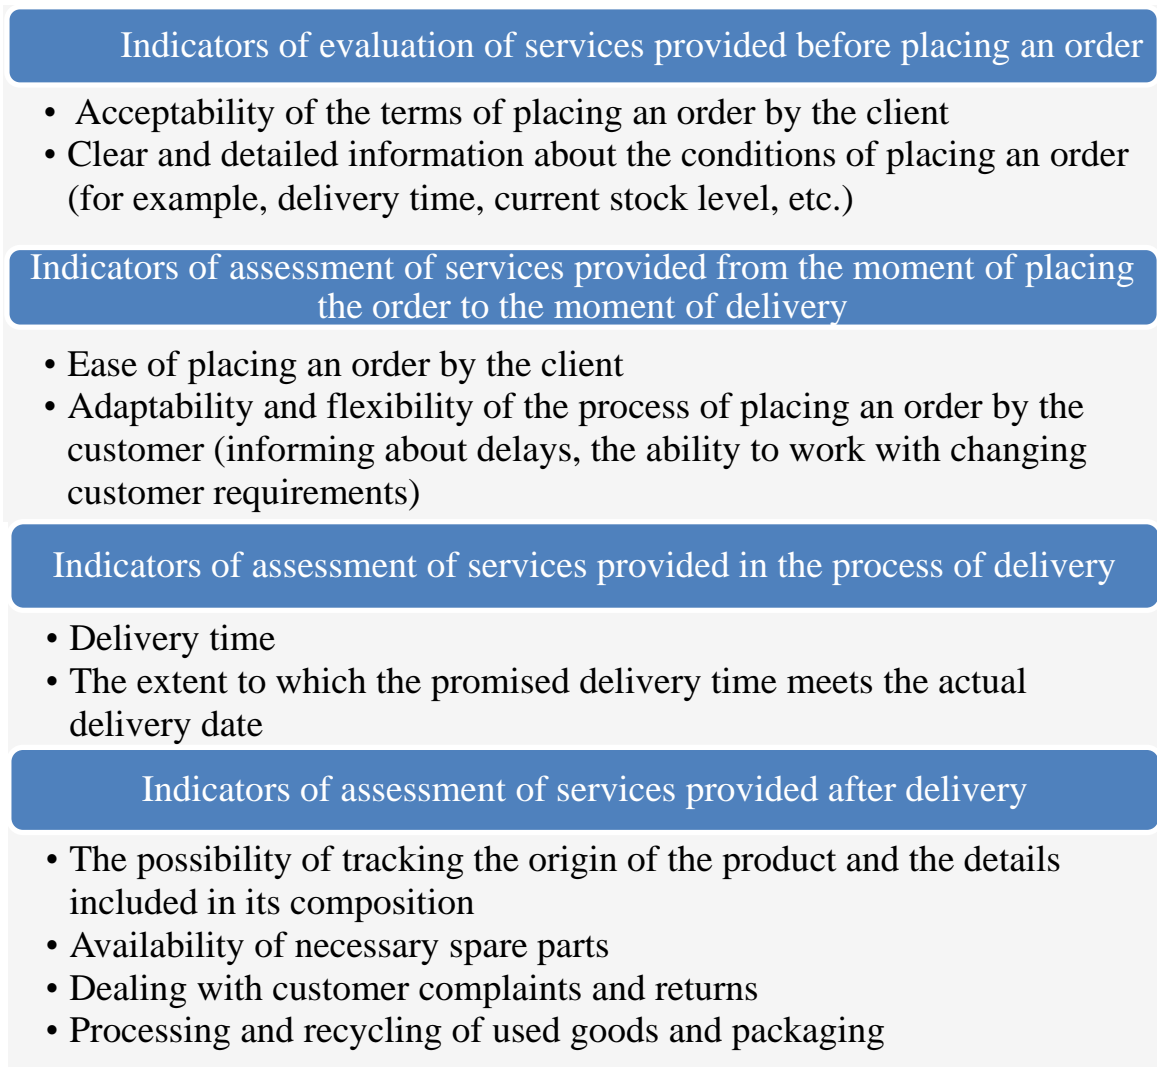 Indicators of evaluation of services provided before placing an order
• Acceptability of the terms of placing an order by the client
• Clear and detailed information about the conditions of placing an order
(for example, delivery time, current stock level, etc.)
Indicators of assessment of services provided from the moment of placing
the order to the moment of delivery
• Ease of placing an order by the client
• Adaptability and flexibility of the process of placing an order by the
customer (informing about delays, the ability to work with changing
customer requirements)
Indicators of assessment of services provided in the process of delivery
• Delivery time
• The extent to which the promised delivery time meets the actual
delivery date
Indicators of assessment of services provided after delivery
• The possibility of tracking the origin of the product and the details
included in its composition
• Availability of necessary spare parts
• Dealing with customer complaints and returns
• Processing and recycling of used goods and packaging